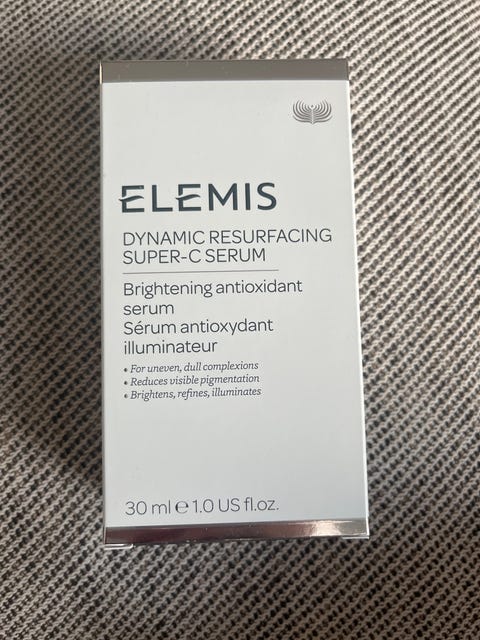 ELEMIS
DYNAMIC RESURFACING
SUPER-C SERUM
Brightening antioxidant
serum
Sérum antioxydant
illuminateur
• For uneven, dull complexions
• Reduces visible pigmentation
• Brightens, refines, illuminates
30 ml ℮ 1.0 US fl.oz.